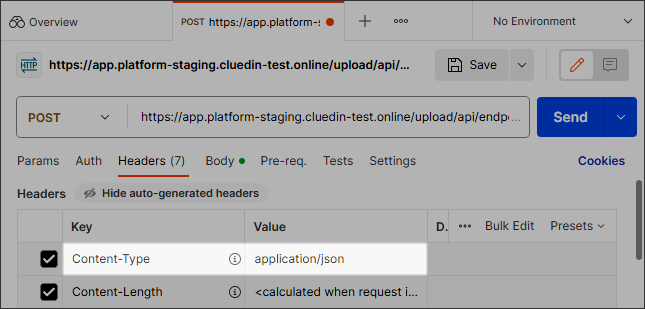 Overview
POST https://app.platform-s
No Environment
HTTP
https://app.platform-staging.cluedin-test.online/upload/api/...
Save
POST
https://app.platform-staging.cluedin-test.online/upload/api/endpo...
Send
Params Auth Headers (7) Body Pre-req. Tests Settings Cookies
Headers Hide auto-generated headers
Key Value D. Bulk Edit Presets
Content-Type application/json
Content-Length <calculated when request i...